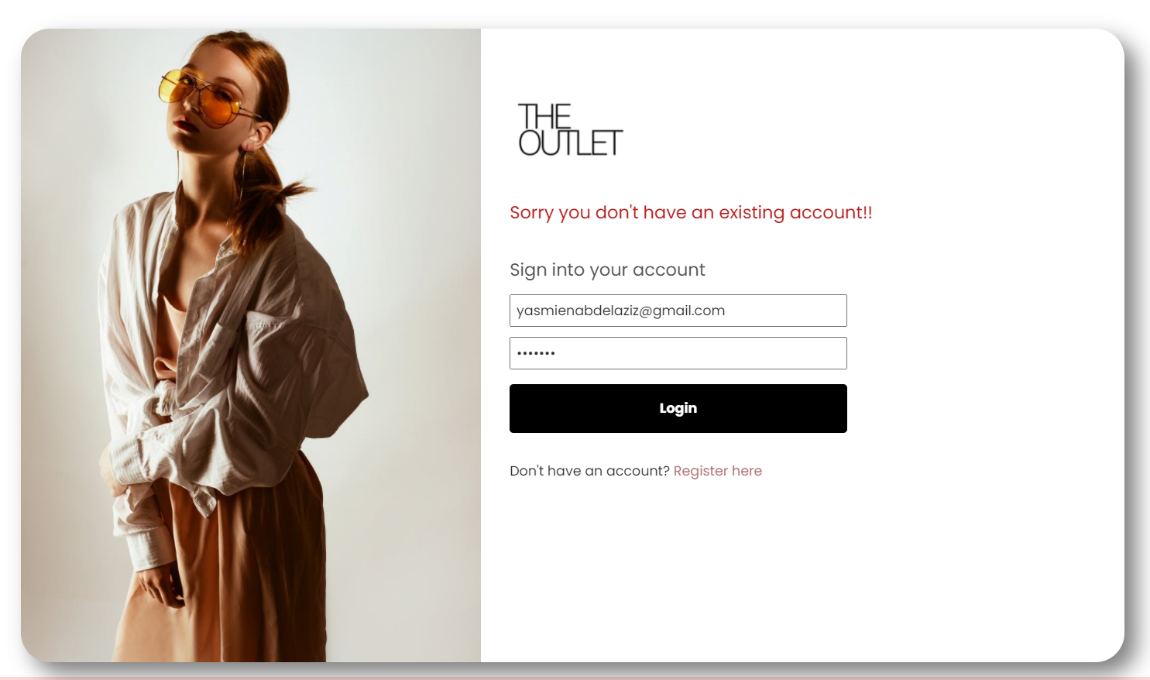 THE
OUTLET
Sorry you don't have an existing account!!
Sign into your account
yasmienabdelaziz@gmail.com
•••••••
Login
Don't have an account? Register here